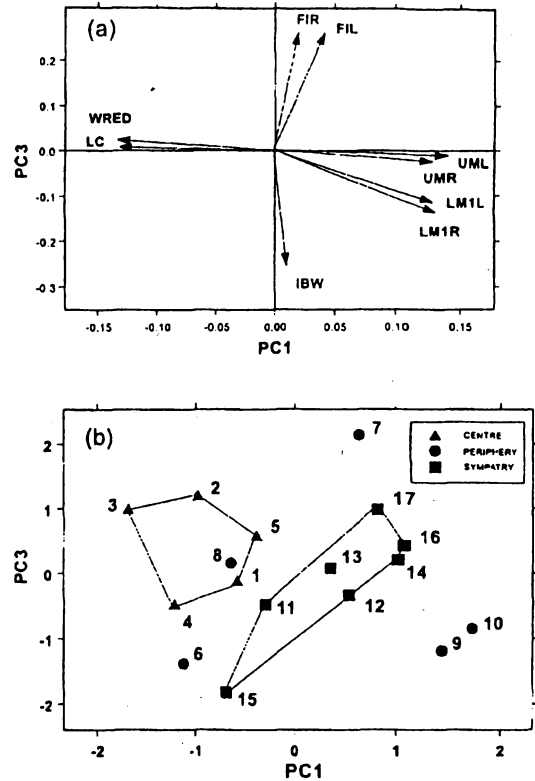 (a)
FIR
FIL
WRED
LC
UML
UMR
LM1L
LM1R
IBW
0.3
0.2
0.1
0.0
-0.1
-0.2
-0.3
PC3
-0.15
-0.10
-0.05
0.00
0.05
0.10
0.15
PC1
(b)
7
CENTRE
PERIPHERY
SYMPATRY
2
3
5
17
16
8
13
14
1
4
11
12
10
9
6
15
2
1
0
-1
-2
PC3
-2
-1
0
1
2
PC1